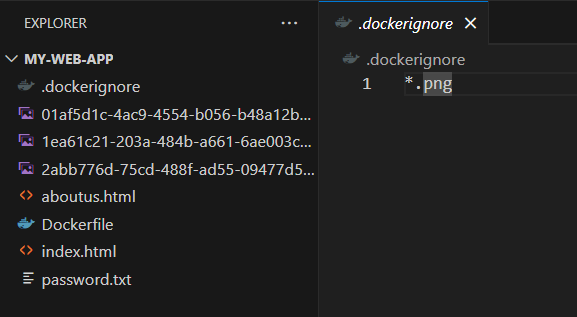 EXPLORER
MY-WEB-APP
.dockerignore
01af5d1c-4ac9-4554-b056-b48a12b...
1ea61c21-203a-484b-a661-6ae003c...
2abb776d-75cd-488f-ad55-09477d5...
aboutus.html
Dockerfile
index.html
password.txt
.dockerignore
.dockerignore
1 *.png